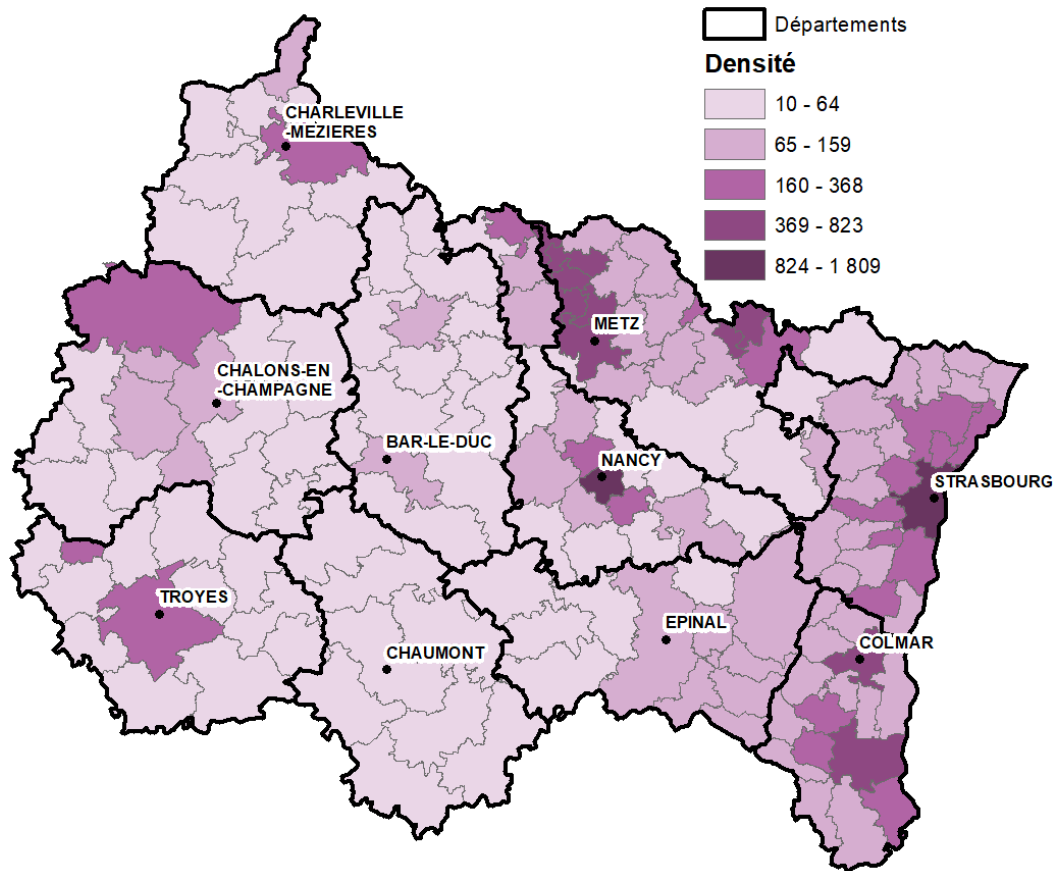 Départements
Densité
10 - 64
65 - 159
160 - 368
369 - 823
824 - 1 809
CHARLEVILLE
-MEZIERES
METZ
CHALONS-EN
-CHAMPAGNE
BAR-LE-DUC
NANCY
STRASBOURG
TROYES
EPINAL
CHAUMONT
COLMAR